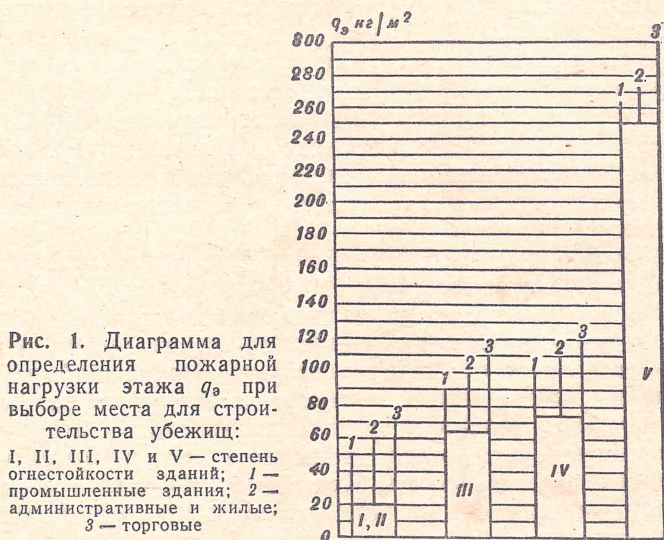 qэ кг/м²
800
280
260
240
220
200
180
160
140
120
100
80
60
40
20
0
3
1 2
V
1 2 3
III
1 2 3
IV
1 2 3
I, II
Рис. 1. Диаграмма для
определения пожарной
нагрузки этажа qэ при
выборе места для строи-
тельства убежищ:
I, II, III, IV и V — степень
огнестойкости зданий; 1 —
промышленные здания; 2 —
административные и жилые;
3 — торговые